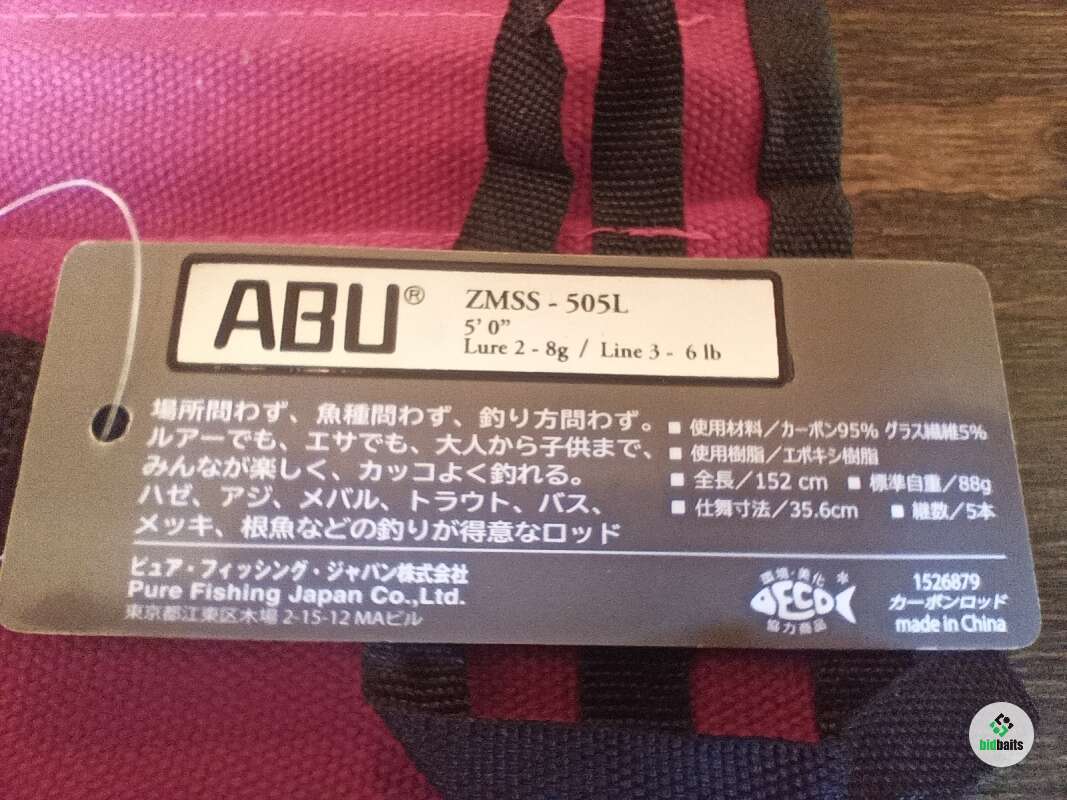 ABU®
ZMSS - 505L
5' 0”
Lure 2 - 8g / Line 3 - 6 lb
場所問わず、魚種問わず、釣り方問わず。
ルアーでも、エサでも、大人から子供まで、
みんなが楽しく、カッコよく釣れる。
ハゼ、アジ、メバル、トラウト、バス、
メッキ、根魚などの釣りが得意なロッド
■ 使用材料／カーボン95% グラス繊維5%
■ 使用樹脂／エポキシ樹脂
■ 全長／152 cm ■ 標準自重／88g
■ 仕舞寸法／35.6cm ■ 継数／5本
ピュア・フィッシング・ジャパン株式会社
Pure Fishing Japan Co.,Ltd.
東京都江東区木場 2-15-12 MAビル
環境・美化
ECO
協力商品
1526879
カーボンロッド
made in China
bidbaits